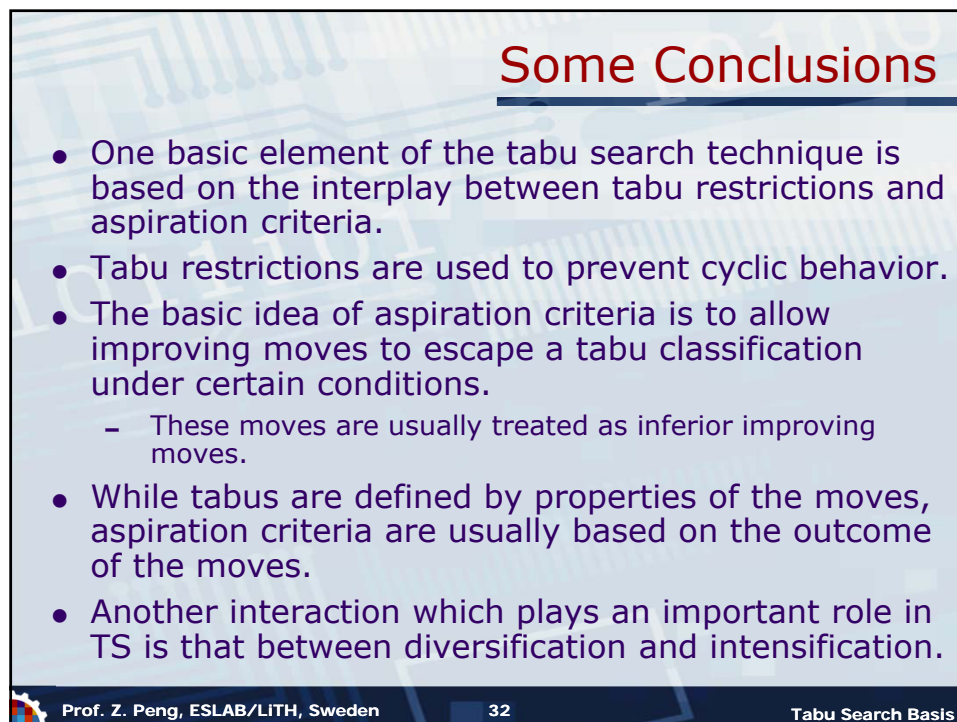 Some Conclusions
● One basic element of the tabu search technique is
based on the interplay between tabu restrictions and
aspiration criteria.
● Tabu restrictions are used to prevent cyclic behavior.
● The basic idea of aspiration criteria is to allow
improving moves to escape a tabu classification
under certain conditions.
– These moves are usually treated as inferior improving
moves.
● While tabus are defined by properties of the moves,
aspiration criteria are usually based on the outcome
of the moves.
● Another interaction which plays an important role in
TS is that between diversification and intensification.
Prof. Z. Peng, ESLAB/LiTH, Sweden 32 Tabu Search Basis